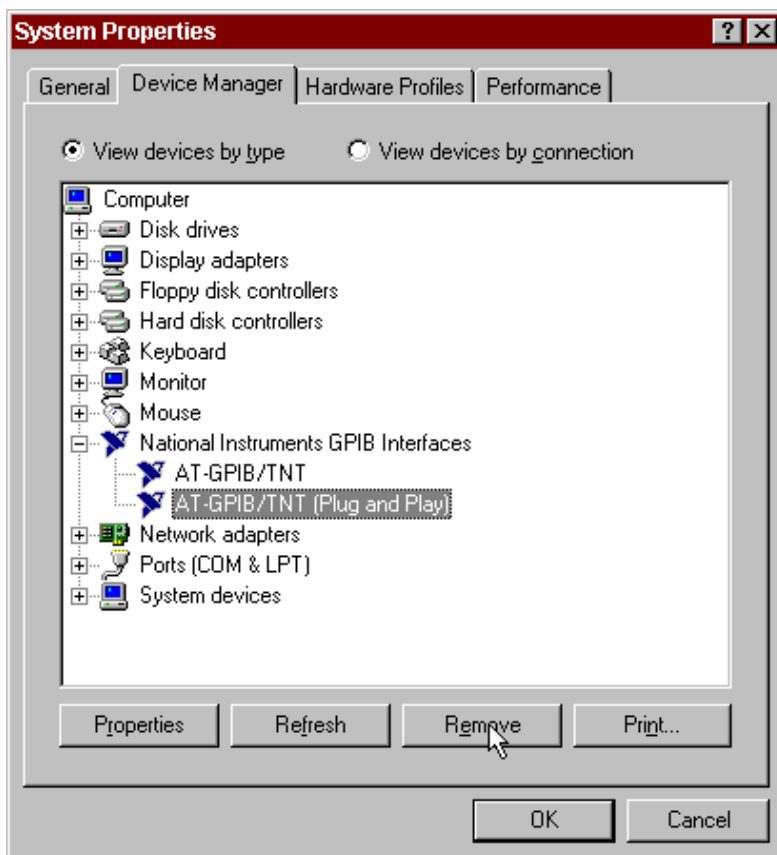 System Properties
General Device Manager Hardware Profiles Performance
View devices by type View devices by connection
Computer
Disk drives
Display adapters
Floppy disk controllers
Hard disk controllers
Keyboard
Monitor
Mouse
National Instruments GPIB Interfaces
AT-GPIB/TNT
AT-GPIB/TNT (Plug and Play)
Network adapters
Ports (COM & LPT)
System devices
Properties Refresh Remove Print...
OK Cancel